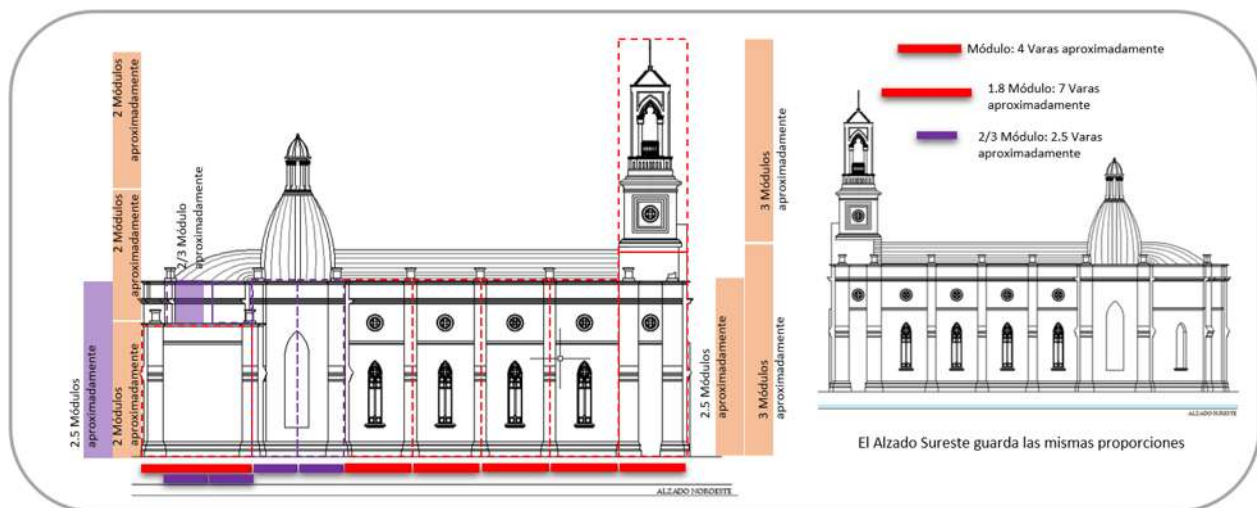 2 Módulos
aproximadamente
2 Módulos
aproximadamente
2/3 Módulo
aproximadamente
2.5 Módulos
aproximadamente
2 Módulos
aproximadamente
ALZADO NOROESTE
2.5 Módulos
aproximadamente
3 Módulos
aproximadamente
3 Módulos
aproximadamente
Módulo: 4 Varas aproximadamente
1.8 Módulo: 7 Varas
aproximadamente
2/3 Módulo: 2.5 Varas
aproximadamente
ALZADO SURESTE
El Alzado Sureste guarda las mismas proporciones